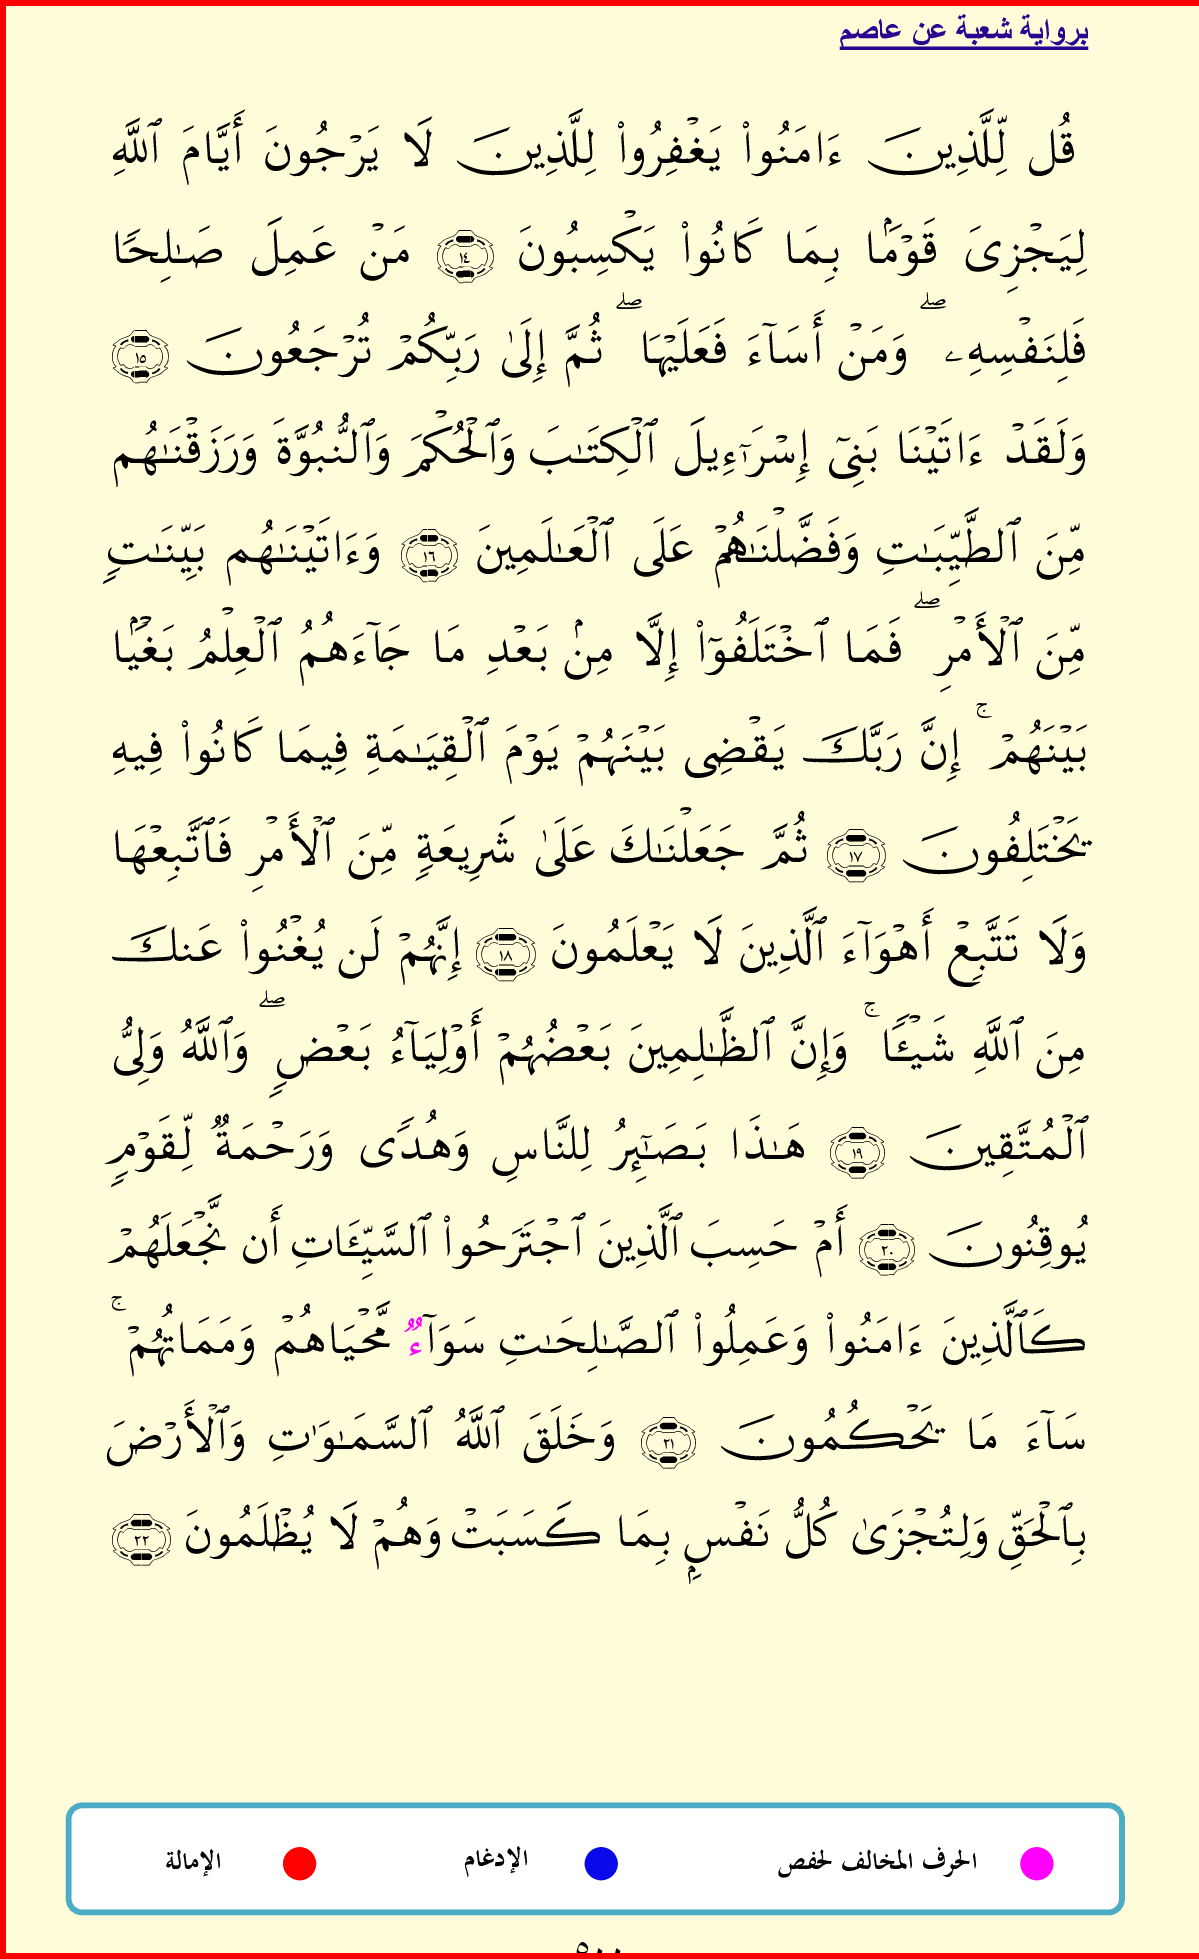 برواية شعبة عن عاصم
قُل لِّلَّذِينَ ءَامَنُوا۟ يَغْفِرُوا۟ لِلَّذِينَ لَا يَرْجُونَ أَيَّامَ ٱللَّهِ
لِيَجْزِىَ قَوْمًۢا بِمَا كَانُوا۟ يَكْسِبُونَ ١٤ مَنْ عَمِلَ صَـٰلِحًا
فَلِنَفْسِهِۦ ۖ وَمَنْ أَسَآءَ فَعَلَيْهَا ۖ ثُمَّ إِلَىٰ رَبِّكُمْ تُرْجَعُونَ ١٥
وَلَقَدْ ءَاتَيْنَا بَنِىٓ إِسْرَٰٓءِيلَ ٱلْكِتَـٰبَ وَٱلْحُكْمَ وَٱلنُّبُوَّةَ وَرَزَقْنَـٰهُم
مِّنَ ٱلطَّيِّبَـٰتِ وَفَضَّلْنَـٰهُمْ عَلَى ٱلْعَـٰلَمِينَ ١٦ وَءَاتَيْنَـٰهُم بَيِّنَـٰتٍ
مِّنَ ٱلْأَمْرِ ۖ فَمَا ٱخْتَلَفُوٓا۟ إِلَّا مِنۢ بَعْدِ مَا جَآءَهُمُ ٱلْعِلْمُ بَغْيًۢا
بَيْنَهُمْ ۚ إِنَّ رَبَّكَ يَقْضِى بَيْنَهُمْ يَوْمَ ٱلْقِيَـٰمَةِ فِيمَا كَانُوا۟ فِيهِ
يَخْتَلِفُونَ ١٧ ثُمَّ جَعَلْنَـٰكَ عَلَىٰ شَرِيعَةٍ مِّنَ ٱلْأَمْرِ فَٱتَّبِعْهَا
وَلَا تَتَّبِعْ أَهْوَآءَ ٱلَّذِينَ لَا يَعْلَمُونَ ١٨ إِنَّهُمْ لَن يُغْنُوا۟ عَنكَ
مِنَ ٱللَّهِ شَيْـًٔا ۚ وَإِنَّ ٱلظَّـٰلِمِينَ بَعْضُهُمْ أَوْلِيَآءُ بَعْضٍ ۖ وَٱللَّهُ وَلِىُّ
ٱلْمُتَّقِينَ ١٩ هَـٰذَا بَصَـٰٓئِرُ لِلنَّاسِ وَهُدًى وَرَحْمَةٌ لِّقَوْمٍ
يُوقِنُونَ ٢٠ أَمْ حَسِبَ ٱلَّذِينَ ٱجْتَرَحُوا۟ ٱلسَّيِّـَٔاتِ أَن نَّجْعَلَهُمْ
كَٱلَّذِينَ ءَامَنُوا۟ وَعَمِلُوا۟ ٱلصَّـٰلِحَـٰتِ سَوَآءٌ مَّحْيَاهُمْ وَمَمَاتُهُمْ ۚ
سَآءَ مَا يَحْكُمُونَ ٢١ وَخَلَقَ ٱللَّهُ ٱلسَّمَـٰوَٰتِ وَٱلْأَرْضَ
بِٱلْحَقِّ وَلِتُجْزَىٰ كُلُّ نَفْسٍۭ بِمَا كَسَبَتْ وَهُمْ لَا يُظْلَمُونَ ٢٢
الحرف المخالف لحفص الإدغام الإمالة
٥٠٠